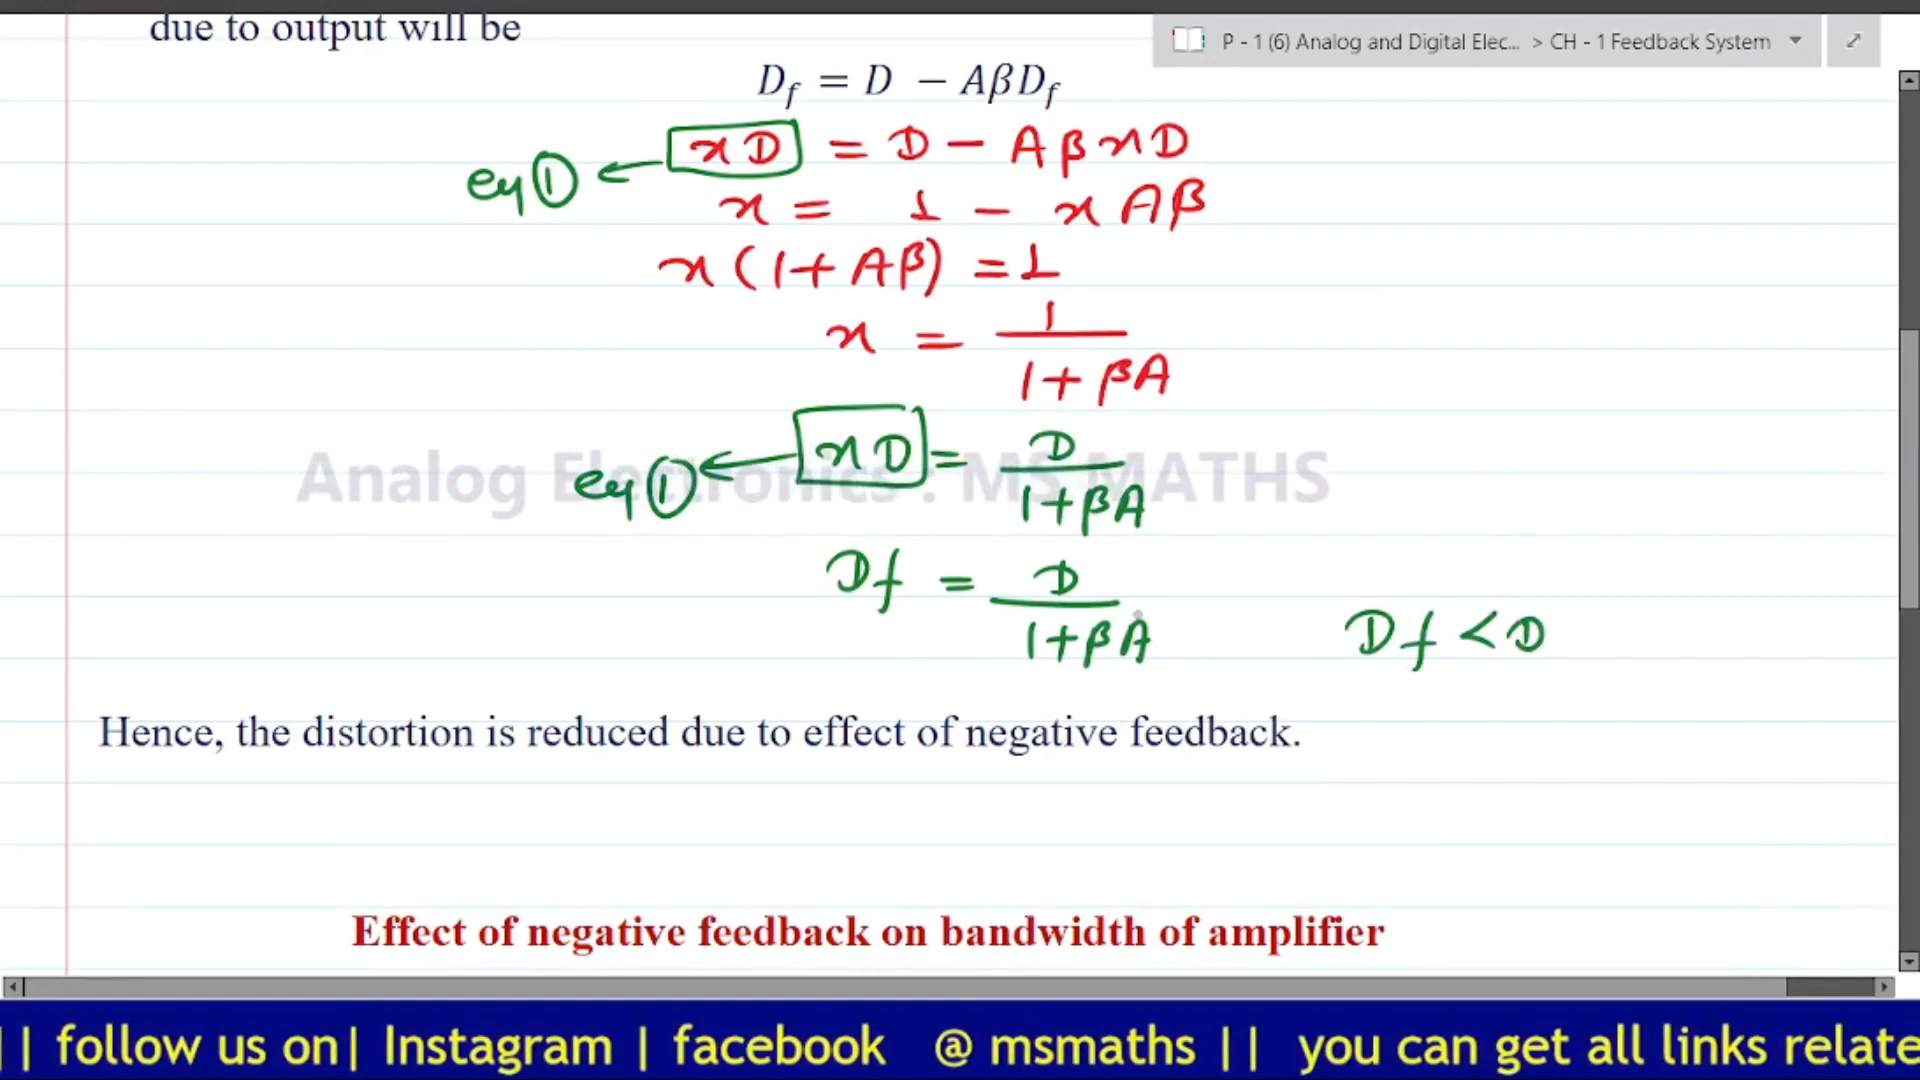 due to output will be
P - 1 (6) Analog and Digital Elec... > CH - 1 Feedback System
D_f = D - AβD_f
eq ① ← xD = D - AβxD
x = 1 - xAβ
x(1+Aβ) = 1
x = 1/(1+βA)
eq ① ← xD = D/(1+βA)
Analog Electronics : MS MATHS
Df = D/(1+βA)
Df < D
Hence, the distortion is reduced due to effect of negative feedback.
Effect of negative feedback on bandwidth of amplifier
|| follow us on| Instagram | facebook @ msmaths || you can get all links relate